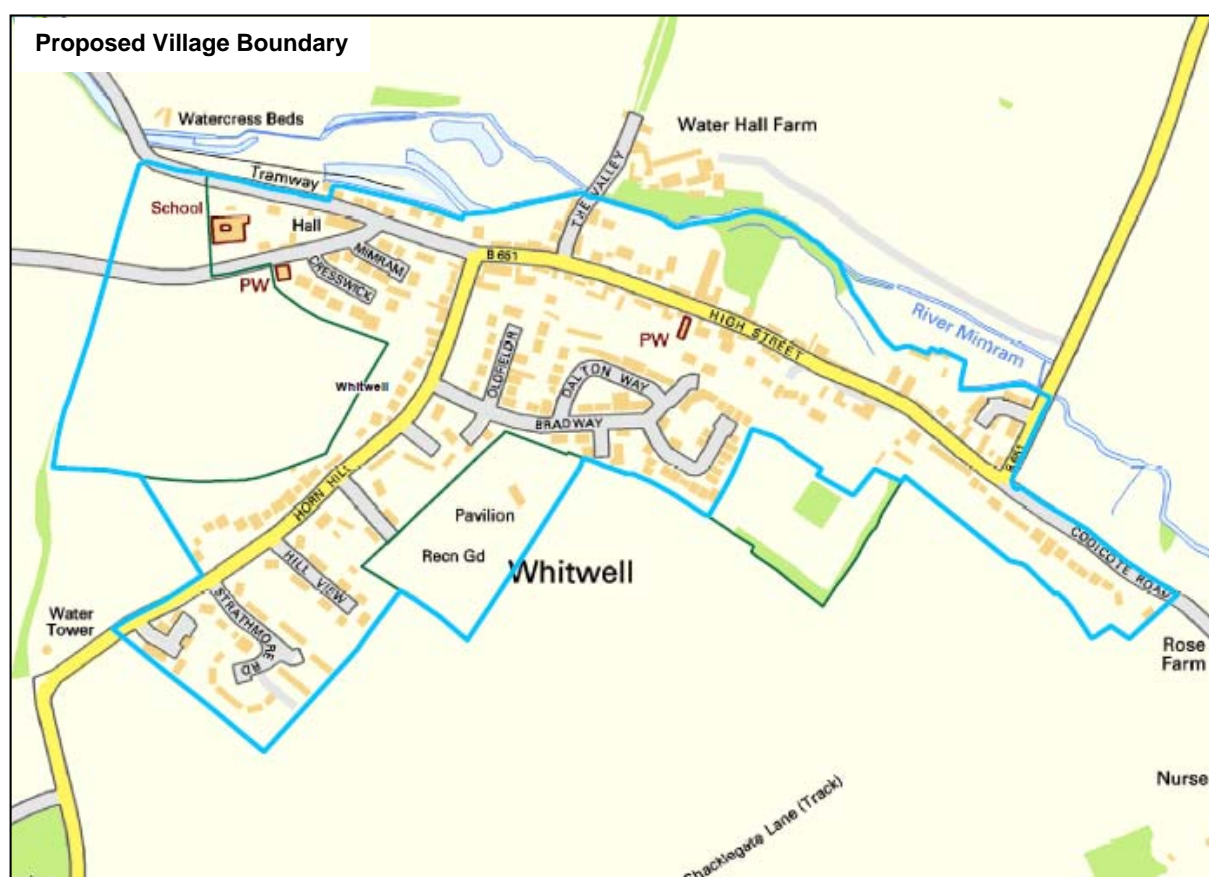 Proposed Village Boundary
Watercress Beds
Water Hall Farm
THE VALLEY
Tramway
School
Hall
MIMRAM
CRESSWICK
PW
B 651
HIGH STREET
River Mimram
PW
OLDFIELD R
DALTON WAY
BRADWAY
Whitwell
B 651
HORN HILL
Pavilion
Recn Gd
Whitwell
CODICOTE ROAD
HILL VIEW
STRATHMORE
RD
Water
Tower
Rose
Farm
Nurse
Shacklegate Lane (Track)